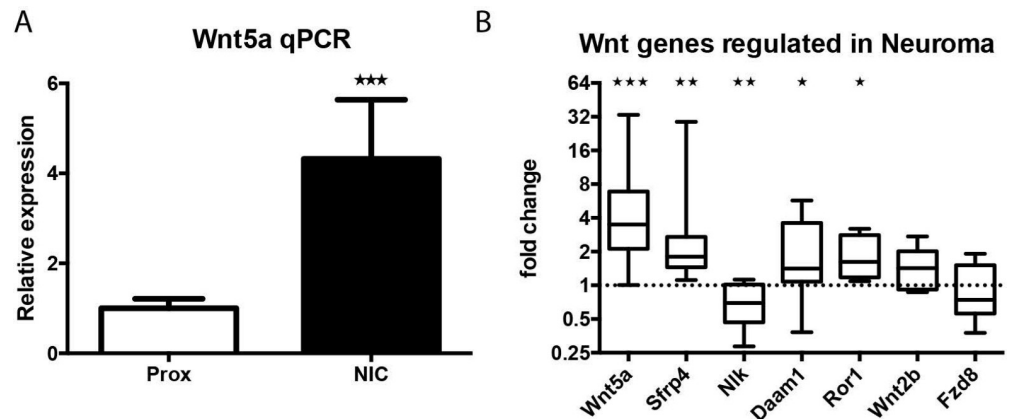 A
Wnt5a qPCR
Relative expression
6
4
2
0
★★★
Prox
NIC
B
Wnt genes regulated in Neuroma
fold change
64
32
16
8
4
2
1
0.5
0.25
★★★
★★
★★
★
★
Wnt5a
Sfrp4
Nlk
Daam1
Ror1
Wnt2b
Fzd8